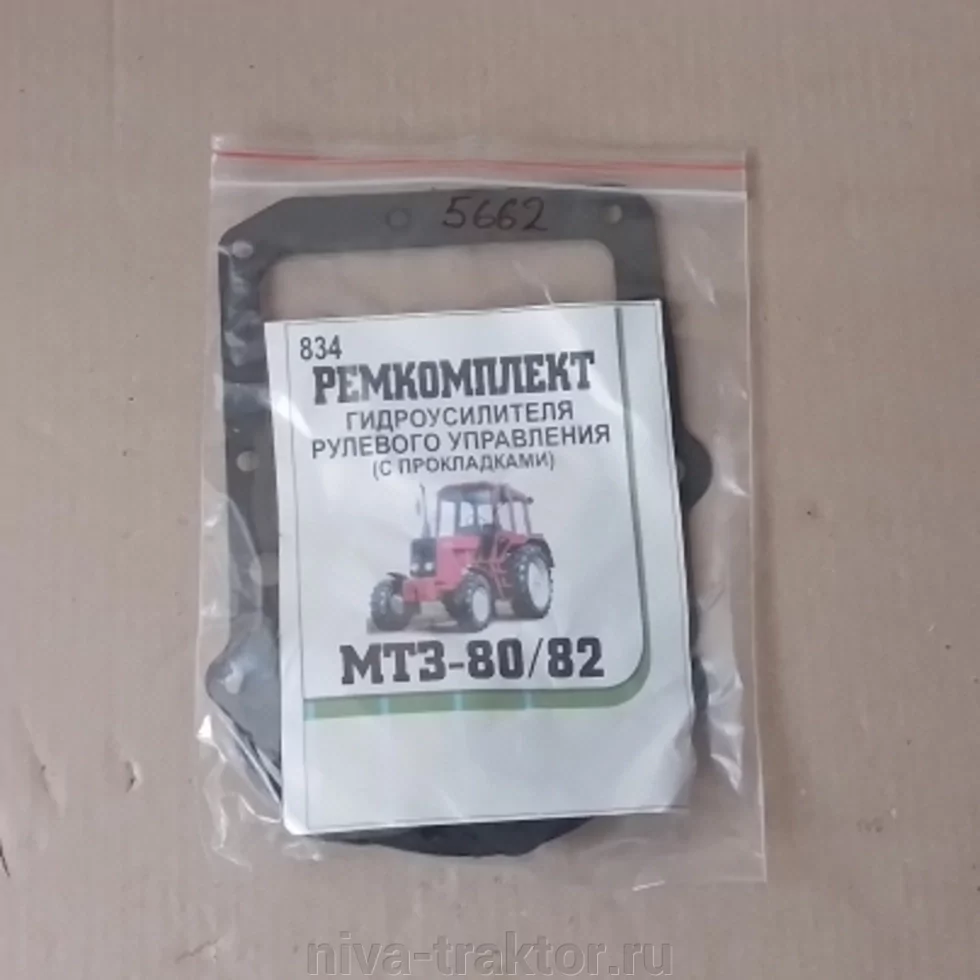 5662
834
РЕМКОМПЛЕКТ
ГИДРОУСИЛИТЕЛЯ
РУЛЕВОГО УПРАВЛЕНИЯ
(С ПРОКЛАДКАМИ)
МТЗ-80/82
niva-traktor.ru